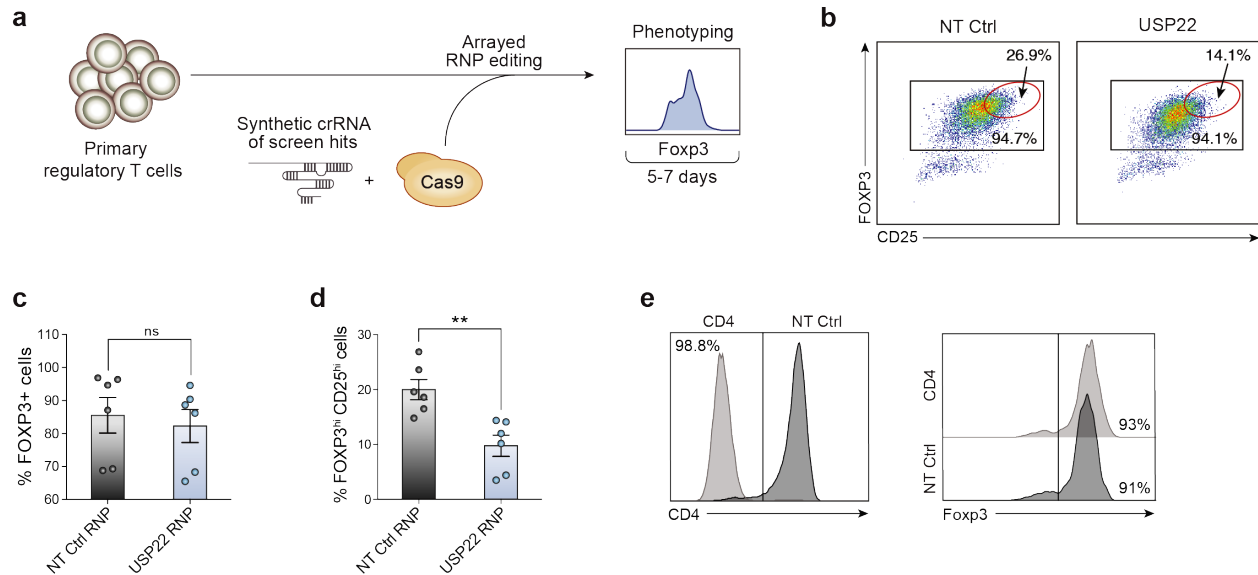 a
Primary
regulatory T cells
Synthetic crRNA
of screen hits
+
Cas9
Arrayed
RNP editing
Phenotyping
Foxp3
5-7 days
b
NT Ctrl
USP22
26.9%
14.1%
94.7%
94.1%
FOXP3
CD25
c
% FOXP3+ cells
110
100
90
80
70
60
ns
NT Ctrl RNP
USP22 RNP
d
% FOXP3hi CD25hi cells
30
20
10
0
**
NT Ctrl RNP
USP22 RNP
e
CD4
NT Ctrl
98.8%
CD4
CD4
93%
NT Ctrl
91%
Foxp3